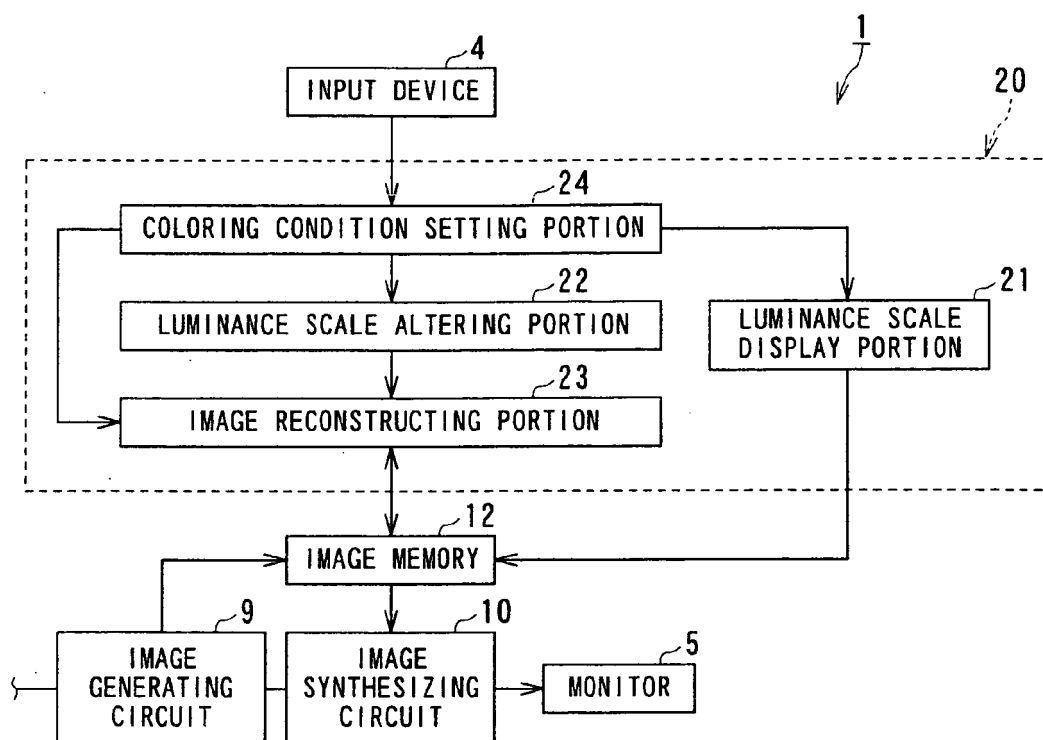 1
4
INPUT DEVICE
20
24
COLORING CONDITION SETTING PORTION
22
LUMINANCE SCALE ALTERING PORTION
21
LUMINANCE SCALE
DISPLAY PORTION
23
IMAGE RECONSTRUCTING PORTION
12
IMAGE MEMORY
9
IMAGE
GENERATING
CIRCUIT
10
IMAGE
SYNTHESIZING
CIRCUIT
5
MONITOR